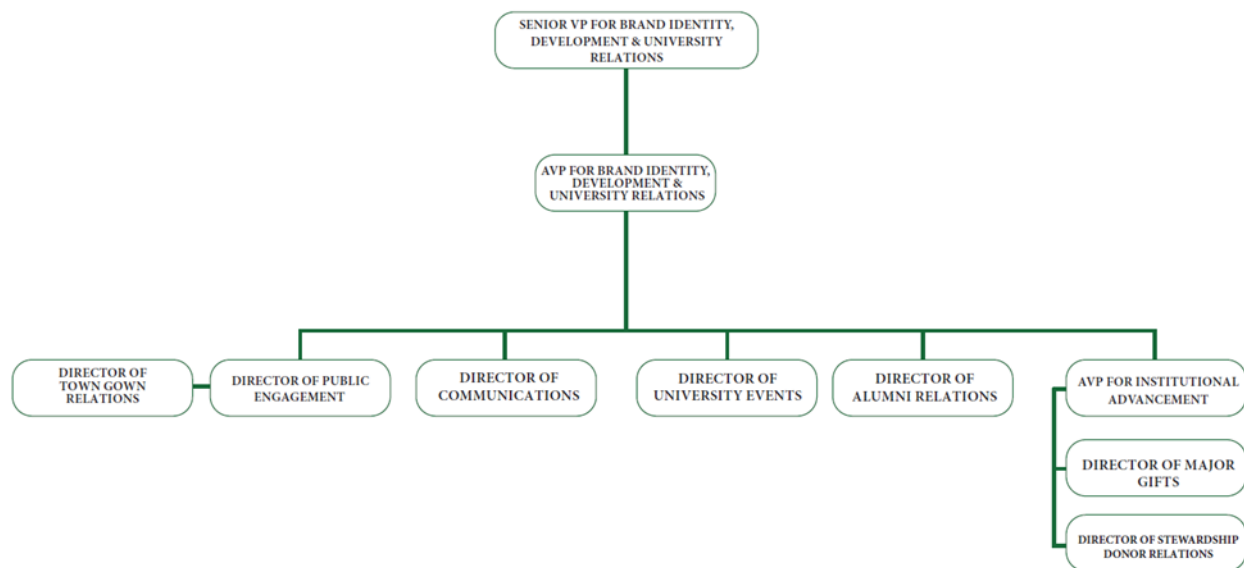 SENIOR VP FOR BRAND IDENTITY,
DEVELOPMENT & UNIVERSITY
RELATIONS
AVP FOR BRAND IDENTITY,
DEVELOPMENT &
UNIVERSITY RELATIONS
DIRECTOR OF
TOWN GOWN
RELATIONS
DIRECTOR OF PUBLIC
ENGAGEMENT
DIRECTOR OF
COMMUNICATIONS
DIRECTOR OF
UNIVERSITY EVENTS
DIRECTOR OF
ALUMNI RELATIONS
AVP FOR INSTITUTIONAL
ADVANCEMENT
DIRECTOR OF MAJOR
GIFTS
DIRECTOR OF STEWARDSHIP
DONOR RELATIONS